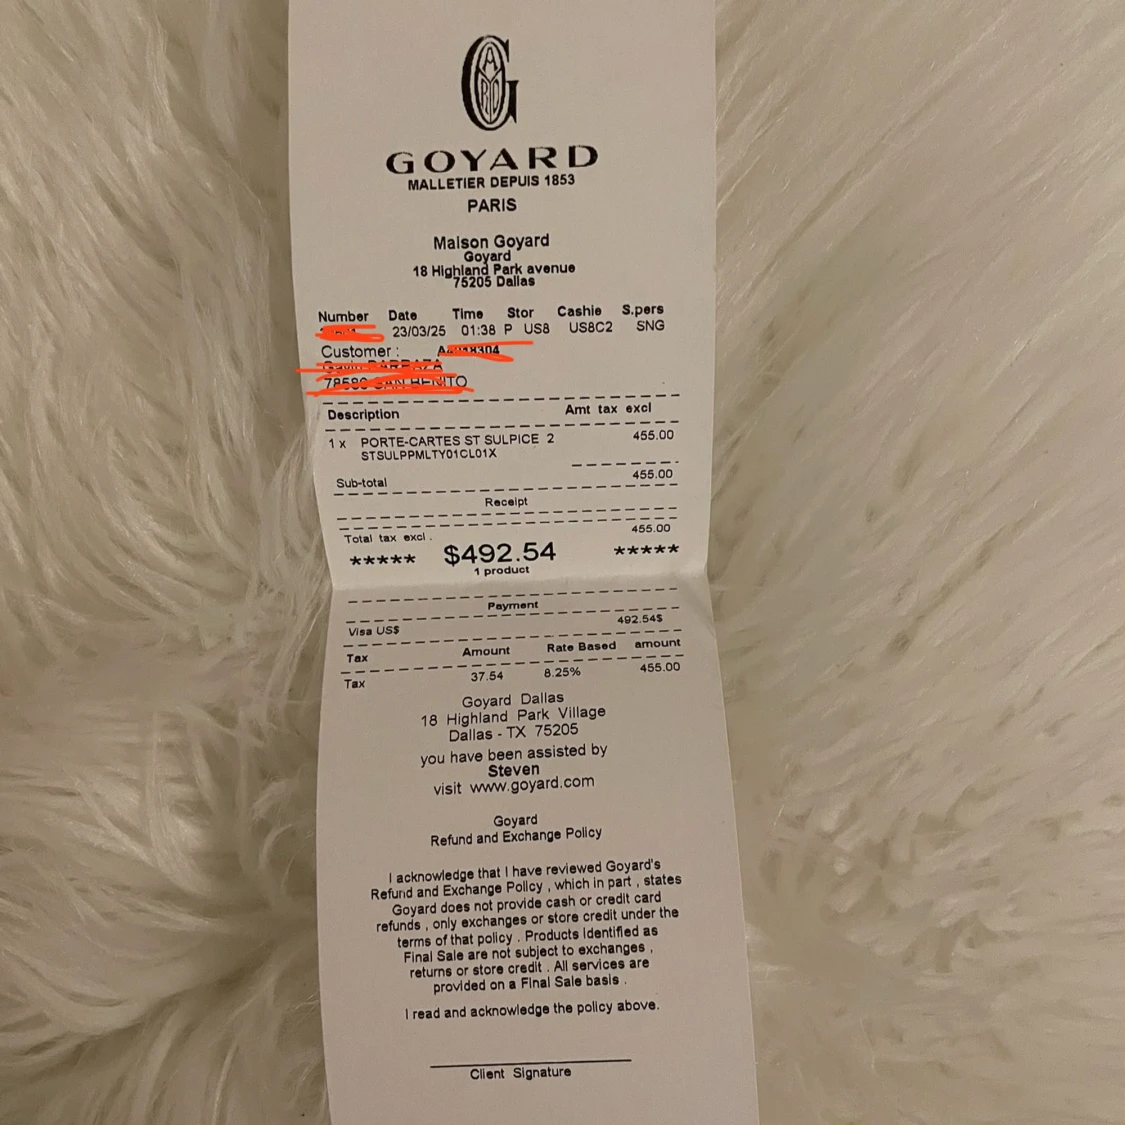 GOYARD
MALLETIER DEPUIS 1853
PARIS
Maison Goyard
Goyard
18 Highland Park avenue
75205 Dallas
Number Date Time Stor Cashie S.pers
23/03/25 01:38 P US8 US8C2 SNG
Customer :
Description Amt tax excl
1 x PORTE-CARTES ST SULPICE 2 455.00
STSULPPMLTY01CL01X
Sub-total 455.00
Receipt
Total tax excl. 455.00
***** $492.54 *****
1 product
Payment
Visa US$ 492.54$
Tax Amount Rate Based amount
Tax 37.54 8.25% 455.00
Goyard Dallas
18 Highland Park Village
Dallas - TX 75205
you have been assisted by
Steven
visit www.goyard.com
Goyard
Refund and Exchange Policy
I acknowledge that I have reviewed Goyard's
Refund and Exchange Policy , which in part , states
Goyard does not provide cash or credit card
refunds , only exchanges or store credit under the
terms of that policy . Products identified as
Final Sale are not subject to exchanges ,
returns or store credit . All services are
provided on a Final Sale basis .
I read and acknowledge the policy above.
Client Signature